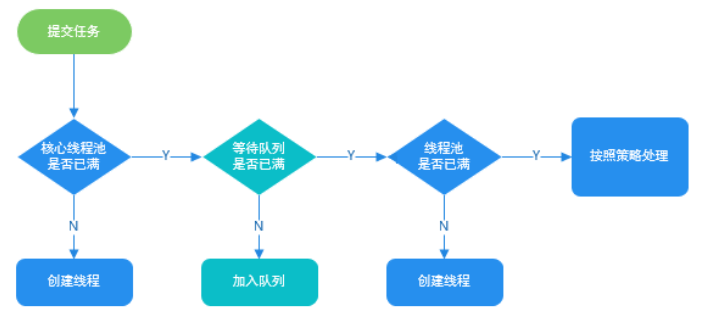 提交任务
核心线程池
是否已满
Y
等待队列
是否已满
Y
线程池
是否已满
Y
按照策略处理
N
N
N
创建线程
加入队列
创建线程